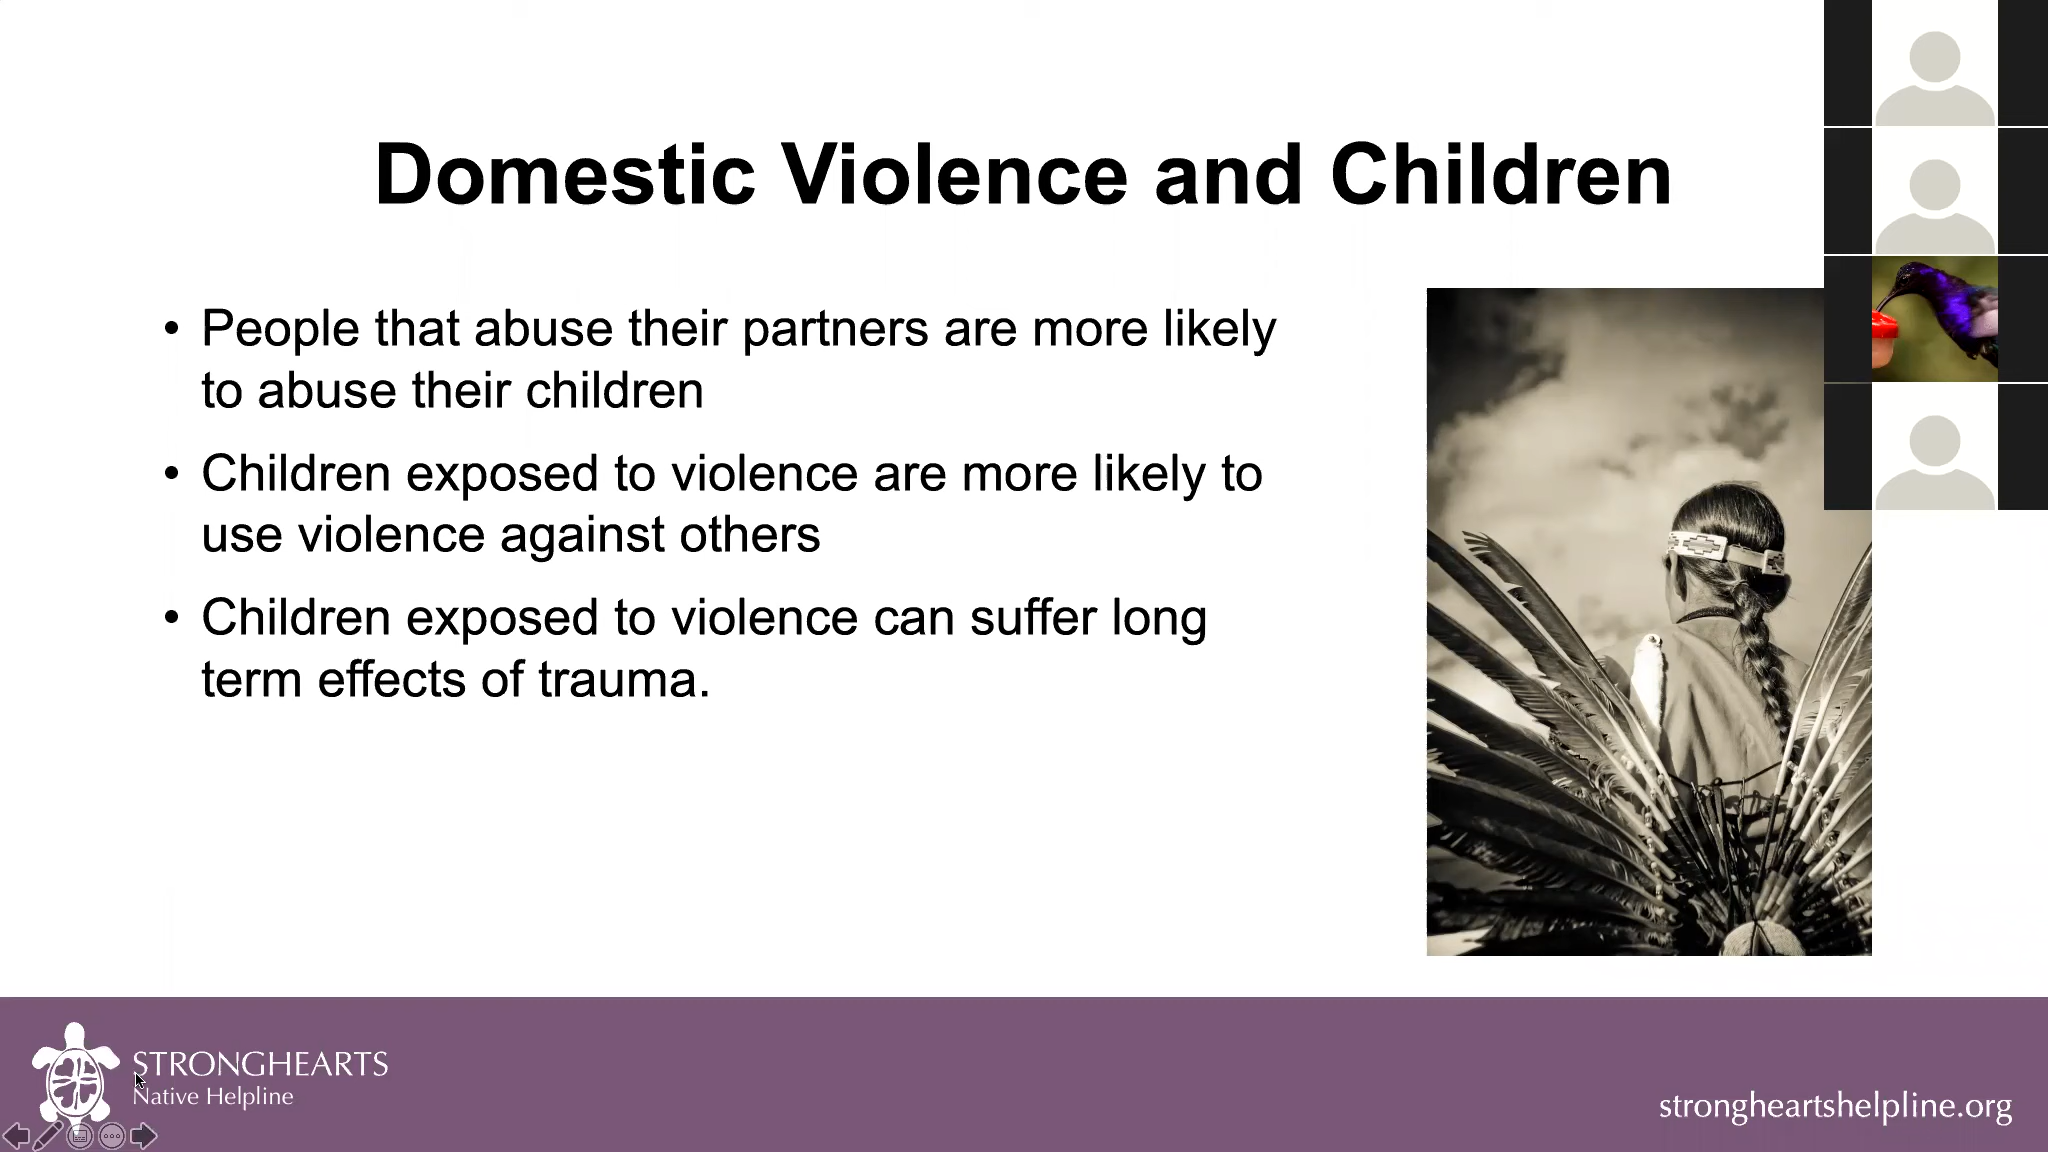 Domestic Violence and Children
• People that abuse their partners are more likely
to abuse their children
• Children exposed to violence are more likely to
use violence against others
• Children exposed to violence can suffer long
term effects of trauma.
STRONGHEARTS
Native Helpline
strongheartshelpline.org